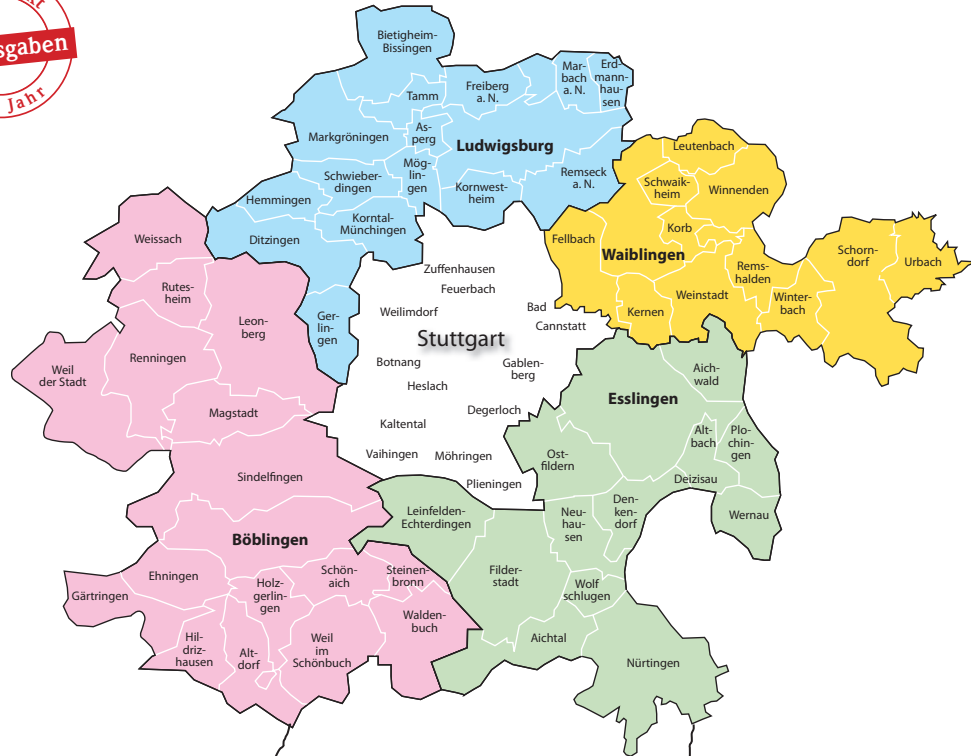 sgaben
Jahr
Bietigheim-
Bissingen
Tamm
Freiberg
a. N.
Mar-
bach
a. N.
Erd-
mann-
hau-
sen
Markgröningen
As-
perg
Ludwigsburg
Schwieber-
dingen
Mög-
lin-
gen
Kornwest-
heim
Remseck
a. N.
Hemmingen
Korntal-
Münchingen
Ditzingen
Ger-
lin-
gen
Leutenbach
Schwaik-
heim
Winnenden
Fellbach
Korb
Waiblingen
Rems-
halden
Schorn-
dorf
Urbach
Weinstadt
Winter-
bach
Kernen
Weissach
Rutes-
heim
Leon-
berg
Renningen
Weil
der Stadt
Magstadt
Sindelfingen
Böblingen
Ehningen
Gärtringen
Holz-
gerlin-
gen
Schön-
aich
Steinen-
bronn
Walden-
buch
Hil-
driz-
hausen
Alt-
dorf
Weil
im
Schönbuch
Zuffenhausen
Feuerbach
Weilimdorf
Bad
Cannstatt
Stuttgart
Botnang
Gablen-
berg
Heslach
Degerloch
Kaltental
Vaihingen
Möhringen
Plieningen
Aich-
wald
Esslingen
Alt-
bach
Plo-
chin-
gen
Ost-
fildern
Deizisau
Wernau
Leinfelden-
Echterdingen
Neu-
hau-
sen
Den-
ken-
dorf
Filder-
stadt
Wolf
schlugen
Aichtal
Nürtingen